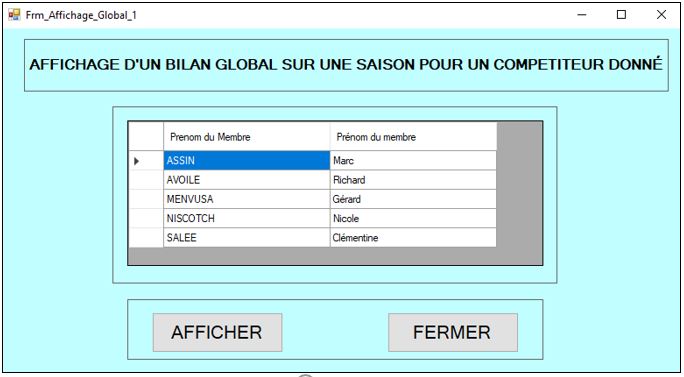 Frm_Affichage_Global_1
AFFICHAGE D'UN BILAN GLOBAL SUR UNE SAISON POUR UN COMPETITEUR DONNÉ
Prenom du Membre Prénom du membre
ASSIN Marc
AVOILE Richard
MENVUSA Gérard
NISCOTCH Nicole
SALEE Clémentine
AFFICHER FERMER